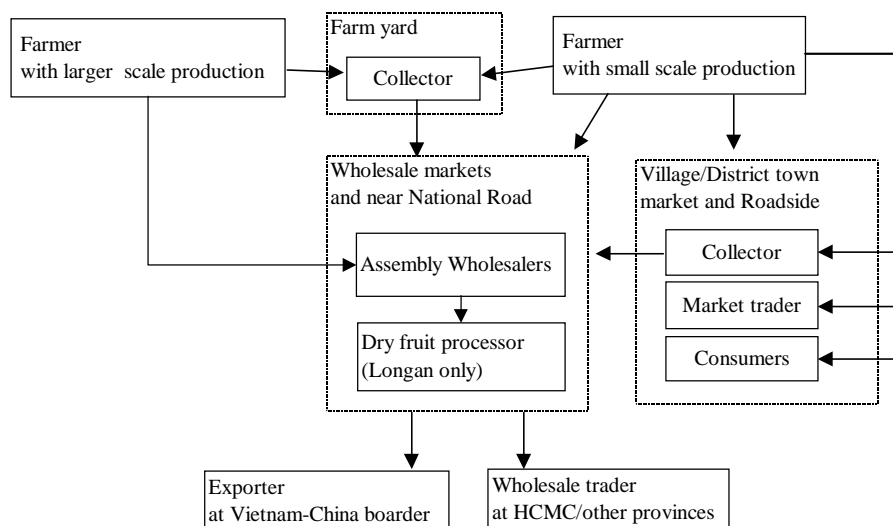 Farm yard
Farmer
with larger scale production
Collector
Farmer
with small scale production
Wholesale markets
and near National Road
Assembly Wholesalers
Dry fruit processor
(Longan only)
Village/District town
market and Roadside
Collector
Market trader
Consumers
Exporter
at Vietnam-China boarder
Wholesale trader
at HCMC/other provinces